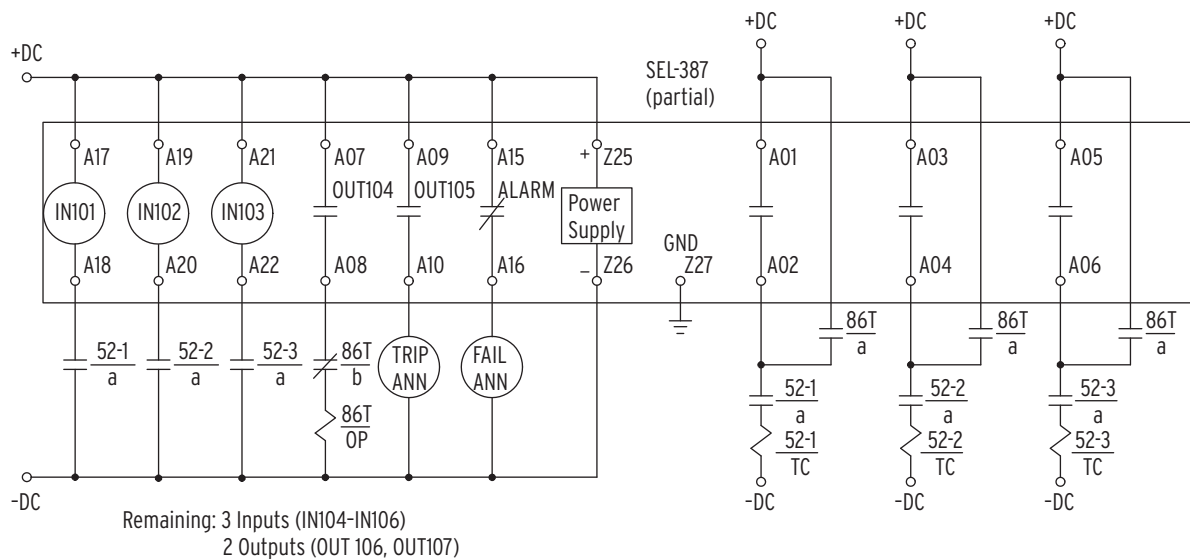 +DC +DC +DC
+DC
SEL-387
(partial)
A17 A19 A21 A07 A09 A15 + Z25 A01 A03 A05
OUT104 OUT105 ALARM
IN101 IN102 IN103 Power
Supply
GND
A18 A20 A22 A08 A10 A16 – Z26 Z27 A02 A04 A06
86T 86T 86T
a a a
52-1 52-2 52-3 86T TRIP FAIL
a a a b ANN ANN
52-1 52-2 52-3
a a a
86T
OP
52-1 52-2 52-3
TC TC TC
–DC –DC –DC –DC
Remaining: 3 Inputs (IN104–IN106)
2 Outputs (OUT 106, OUT107)